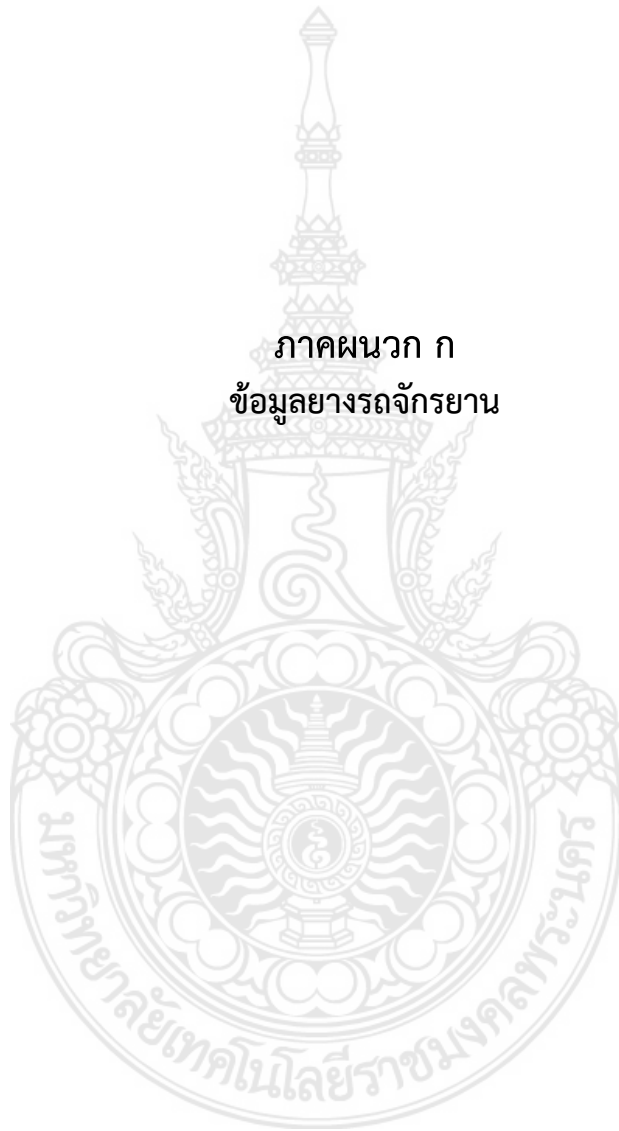 ภาคผนวก ก
ข้อมูลยางรถจักรยาน
มหาวิทยาลัยเทคโนโลยีราชมงคลพระนคร